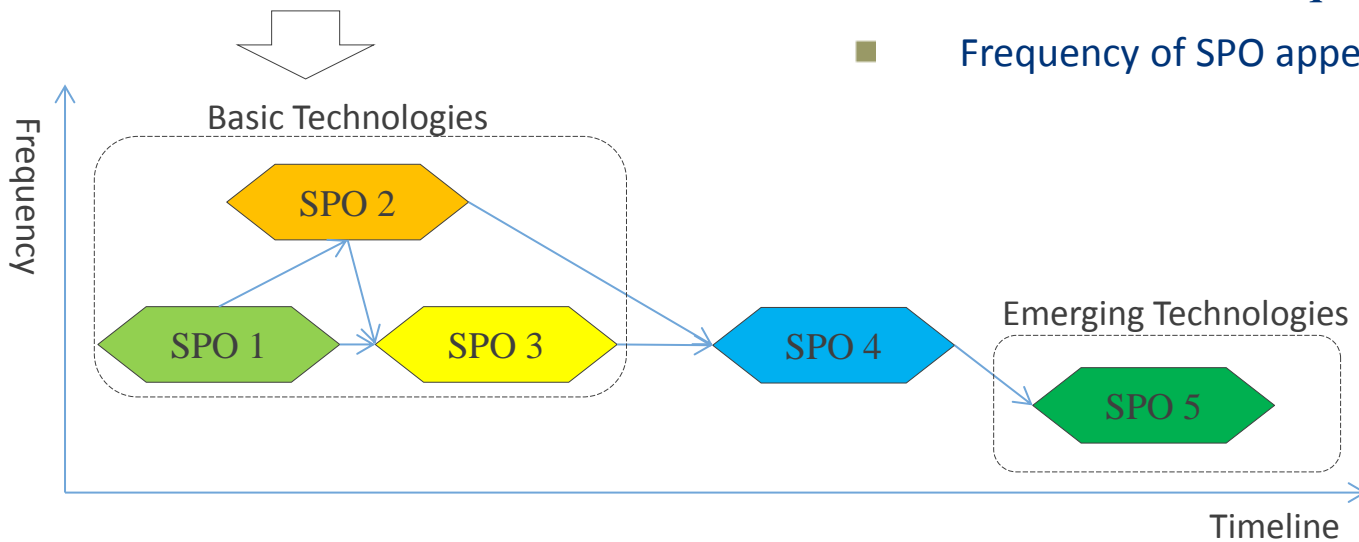 Frequency of SPO appe
Basic Technologies
Frequency
SPO 2
Emerging Technologies
SPO 1
SPO 3
SPO 4
SPO 5
Timeline